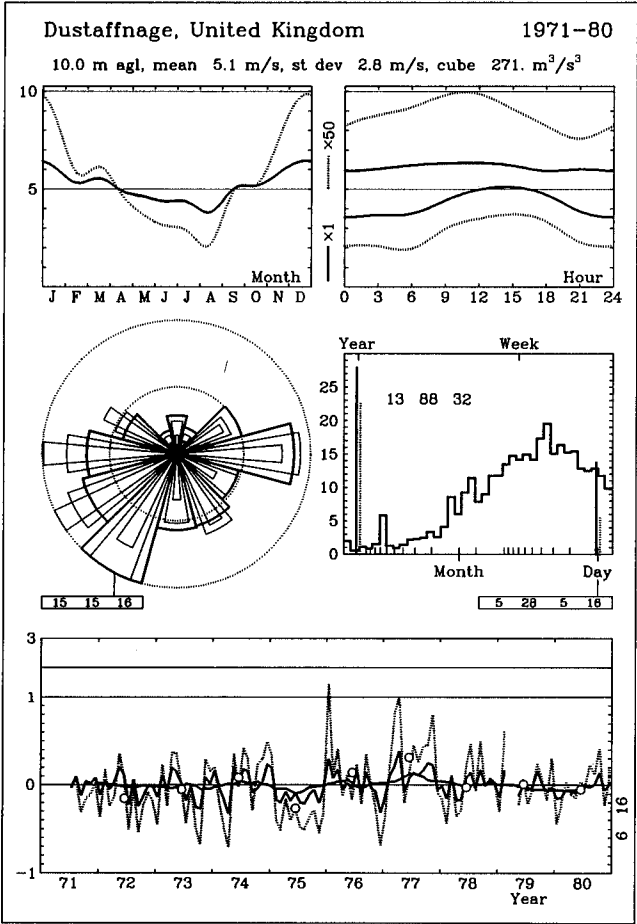 Dustaffnage, United Kingdom 1971-80
10.0 m agl, mean 5.1 m/s, st dev 2.8 m/s, cube 271. m³/s³
10
5
Month
J F M A M J J A S O N D
×1 ×50
Hour
0 3 6 9 12 15 18 21 24
Year Week
25
20
15
10
5
0
13 88 32
Month Day
15 15 16
5 28 5 16
3
1
0
-1
71 72 73 74 75 76 77 78 79 80
Year
6 16